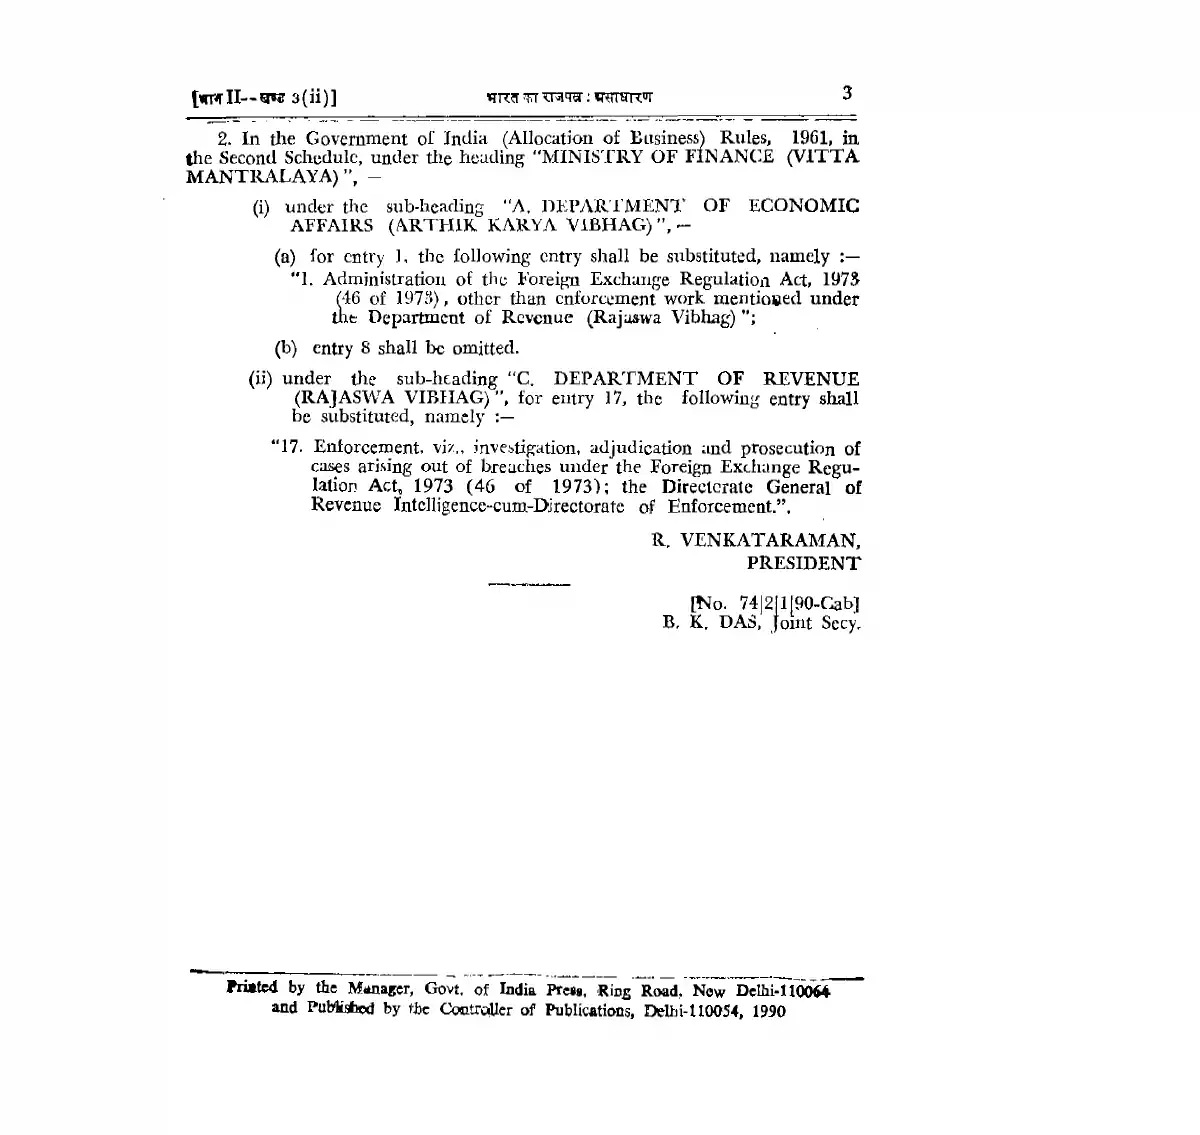 [भाग II--खण्ड 3(ii)] भारत का राजपत्र : असाधारण 3
2. In the Government of India (Allocation of Business) Rules, 1961, in
the Second Schedule, under the heading "MINISTRY OF FINANCE (VITTA
MANTRALAYA)", —
(i) under the sub-heading "A. DEPARTMENT OF ECONOMIC
AFFAIRS (ARTHIK KARYA VIBHAG)",—
(a) for entry 1, the following entry shall be substituted, namely :—
"1. Administration of the Foreign Exchange Regulation Act, 1973
(46 of 1973), other than enforcement work mentioned under
the Department of Revenue (Rajaswa Vibhag)";
(b) entry 8 shall be omitted.
(ii) under the sub-heading "C. DEPARTMENT OF REVENUE
(RAJASWA VIBHAG)", for entry 17, the following entry shall
be substituted, namely :—
"17. Enforcement, viz., investigation, adjudication and prosecution of
cases arising out of breaches under the Foreign Exchange Regu-
lation Act, 1973 (46 of 1973); the Directorate General of
Revenue Intelligence-cum-Directorate of Enforcement.".
R. VENKATARAMAN,
PRESIDENT
[No. 74|2|1|90-Cab]
B. K. DAS, Joint Secy.
Printed by the Manager, Govt. of India Press, Ring Road, New Delhi-110064
and Published by the Controller of Publications, Delhi-110054, 1990